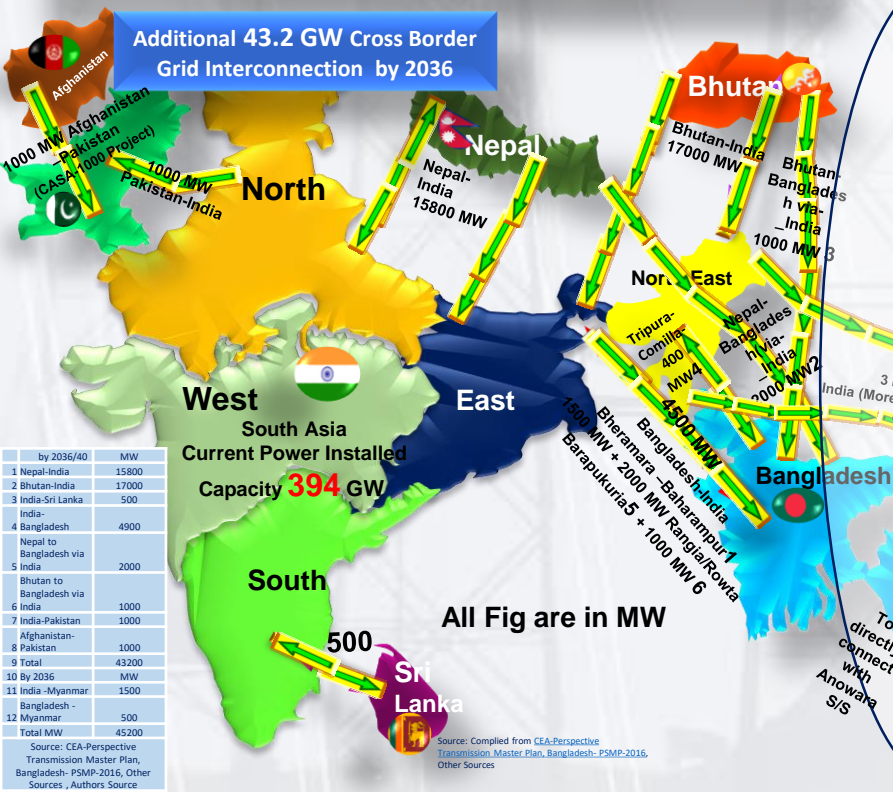 Additional 43.2 GW Cross Border
Grid Interconnection by 2036
Afghanistan
1000 MW Afghanistan
–Pakistan
(CASA-1000 Project)
1000 MW
Pakistan-India
North
Nepal
Nepal-
India
15800 MW
Bhutan
Bhutan-India
17000 MW
Bhutan-
Banglades
h via-
_India
1000 MW 3
North East
Tripura-
Comilla
400
MW4
Nepal-
Banglades
h via-
_India
2000 MW2
3
India (More
West
East
South Asia
Current Power Installed
Capacity 394 GW
4500 MW
Bangladesh-India
Bheramara –Baharampur1
1500 MW + 2000 MW Rangia/Rowta
Barapukuria5 + 1000 MW 6
Bangladesh
South
All Fig are in MW
500
Sri
Lanka
To
directly
connect
with
Anowara
S/S
by 2036/40 MW
1 Nepal-India 15800
2 Bhutan-India 17000
3 India-Sri Lanka 500
India-
4 Bangladesh 4900
Nepal to
Bangladesh via
5 India 2000
Bhutan to
Bangladesh via
6 India 1000
7 India-Pakistan 1000
Afghanistan-
8 Pakistan 1000
9 Total 43200
10 By 2036 MW
11 India -Myanmar 1500
Bangladesh -
12 Myanmar 500
Total MW 45200
Source: CEA-Perspective
Transmission Master Plan,
Bangladesh- PSMP-2016, Other
Sources , Authors Source
Source: Complied from CEA-Perspective
Transmission Master Plan, Bangladesh- PSMP-2016,
Other Sources